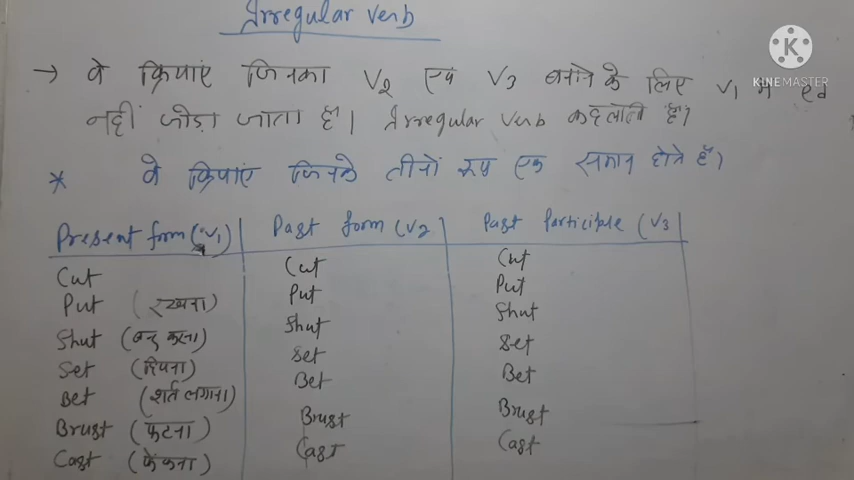 Irregular verb
→ वे क्रियाएं जिनका V2 एवं V3 बनाने के लिए V1 में ed
नहीं जोड़ा जाता है। Irregular verb कहलाती है।
* वे क्रियाएं जिनके तीनों रूप एक समान होते हैं।
Present form (V1) Past form (V2 Past Participle (V3
Cut Cut Cut
Put (रखना) Put Put
Shut (बन्द करना) Shut Shut
Set (छिपना) Set Set
Bet (शर्त लगाना) Bet Bet
Brust (फटना) Brust Brust
Cast (फेंकना) Cast Cast
KINEMASTER